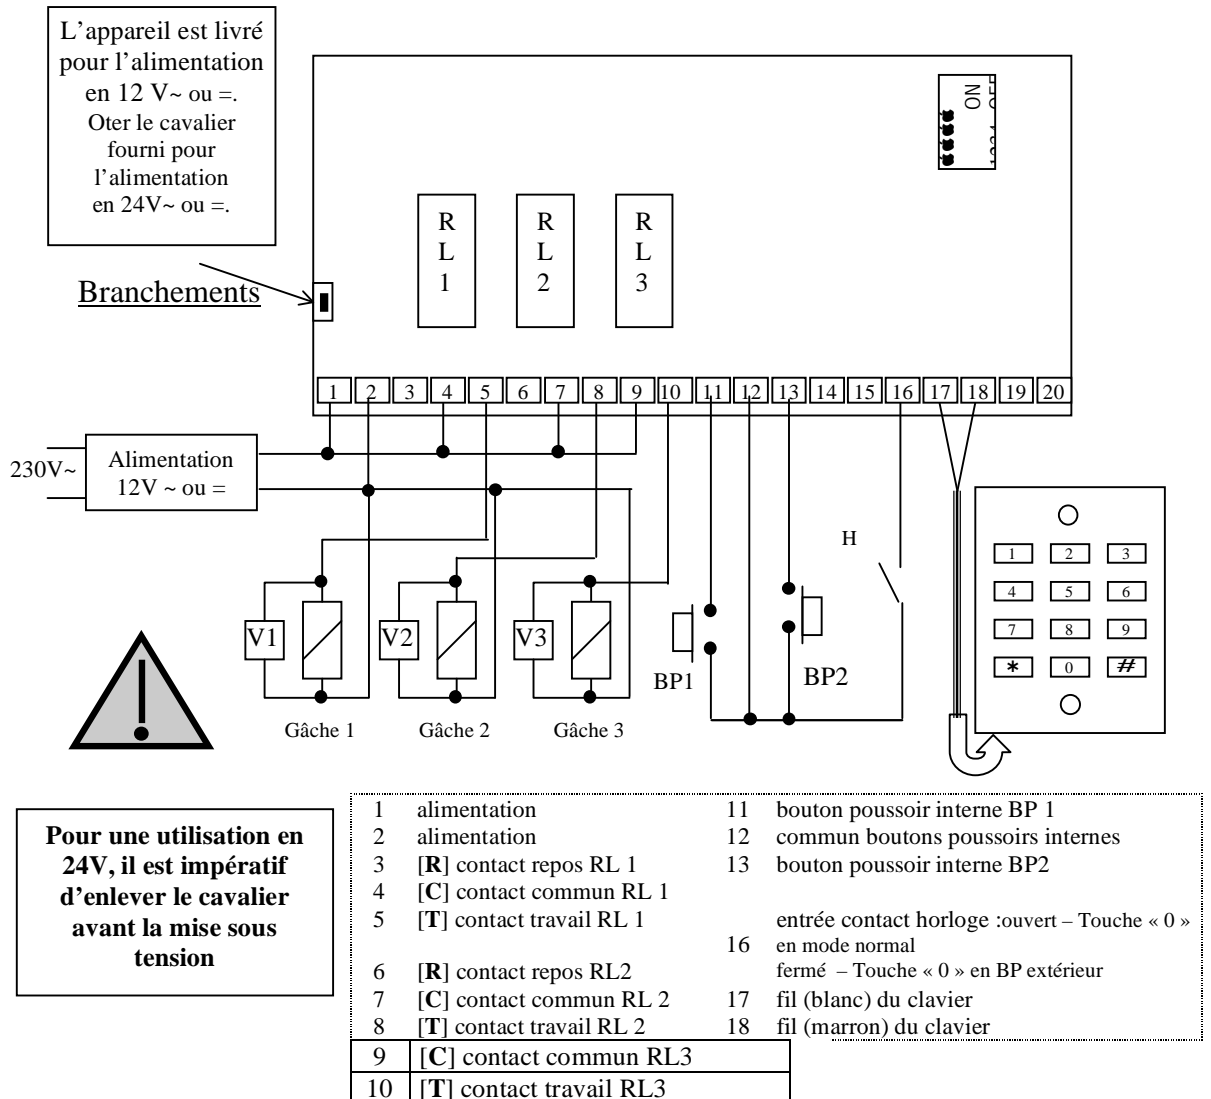 L'appareil est livré
pour l'alimentation
en 12 V~ ou =.
Oter le cavalier
fourni pour
l'alimentation
en 24V~ ou =.
ON
R L 1
R L 2
R L 3
Branchements
1 2 3 4 5 6 7 8 9 10 11 12 13 14 15 16 17 18 19 20
230V~
Alimentation
12V ~ ou =
H
V1
V2
V3
BP1
BP2
Gâche 1
Gâche 2
Gâche 3
1 2 3
4 5 6
7 8 9
* 0 #
Pour une utilisation en
24V, il est impératif
d'enlever le cavalier
avant la mise sous
tension
1 alimentation 11 bouton poussoir interne BP 1
2 alimentation 12 commun boutons poussoirs internes
3 [R] contact repos RL 1 13 bouton poussoir interne BP2
4 [C] contact commun RL 1
5 [T] contact travail RL 1 entrée contact horloge :ouvert – Touche « 0 »
16 en mode normal
6 [R] contact repos RL2 fermé – Touche « 0 » en BP extérieur
7 [C] contact commun RL 2 17 fil (blanc) du clavier
8 [T] contact travail RL 2 18 fil (marron) du clavier
9 [C] contact commun RL3
10 [T] contact travail RL3